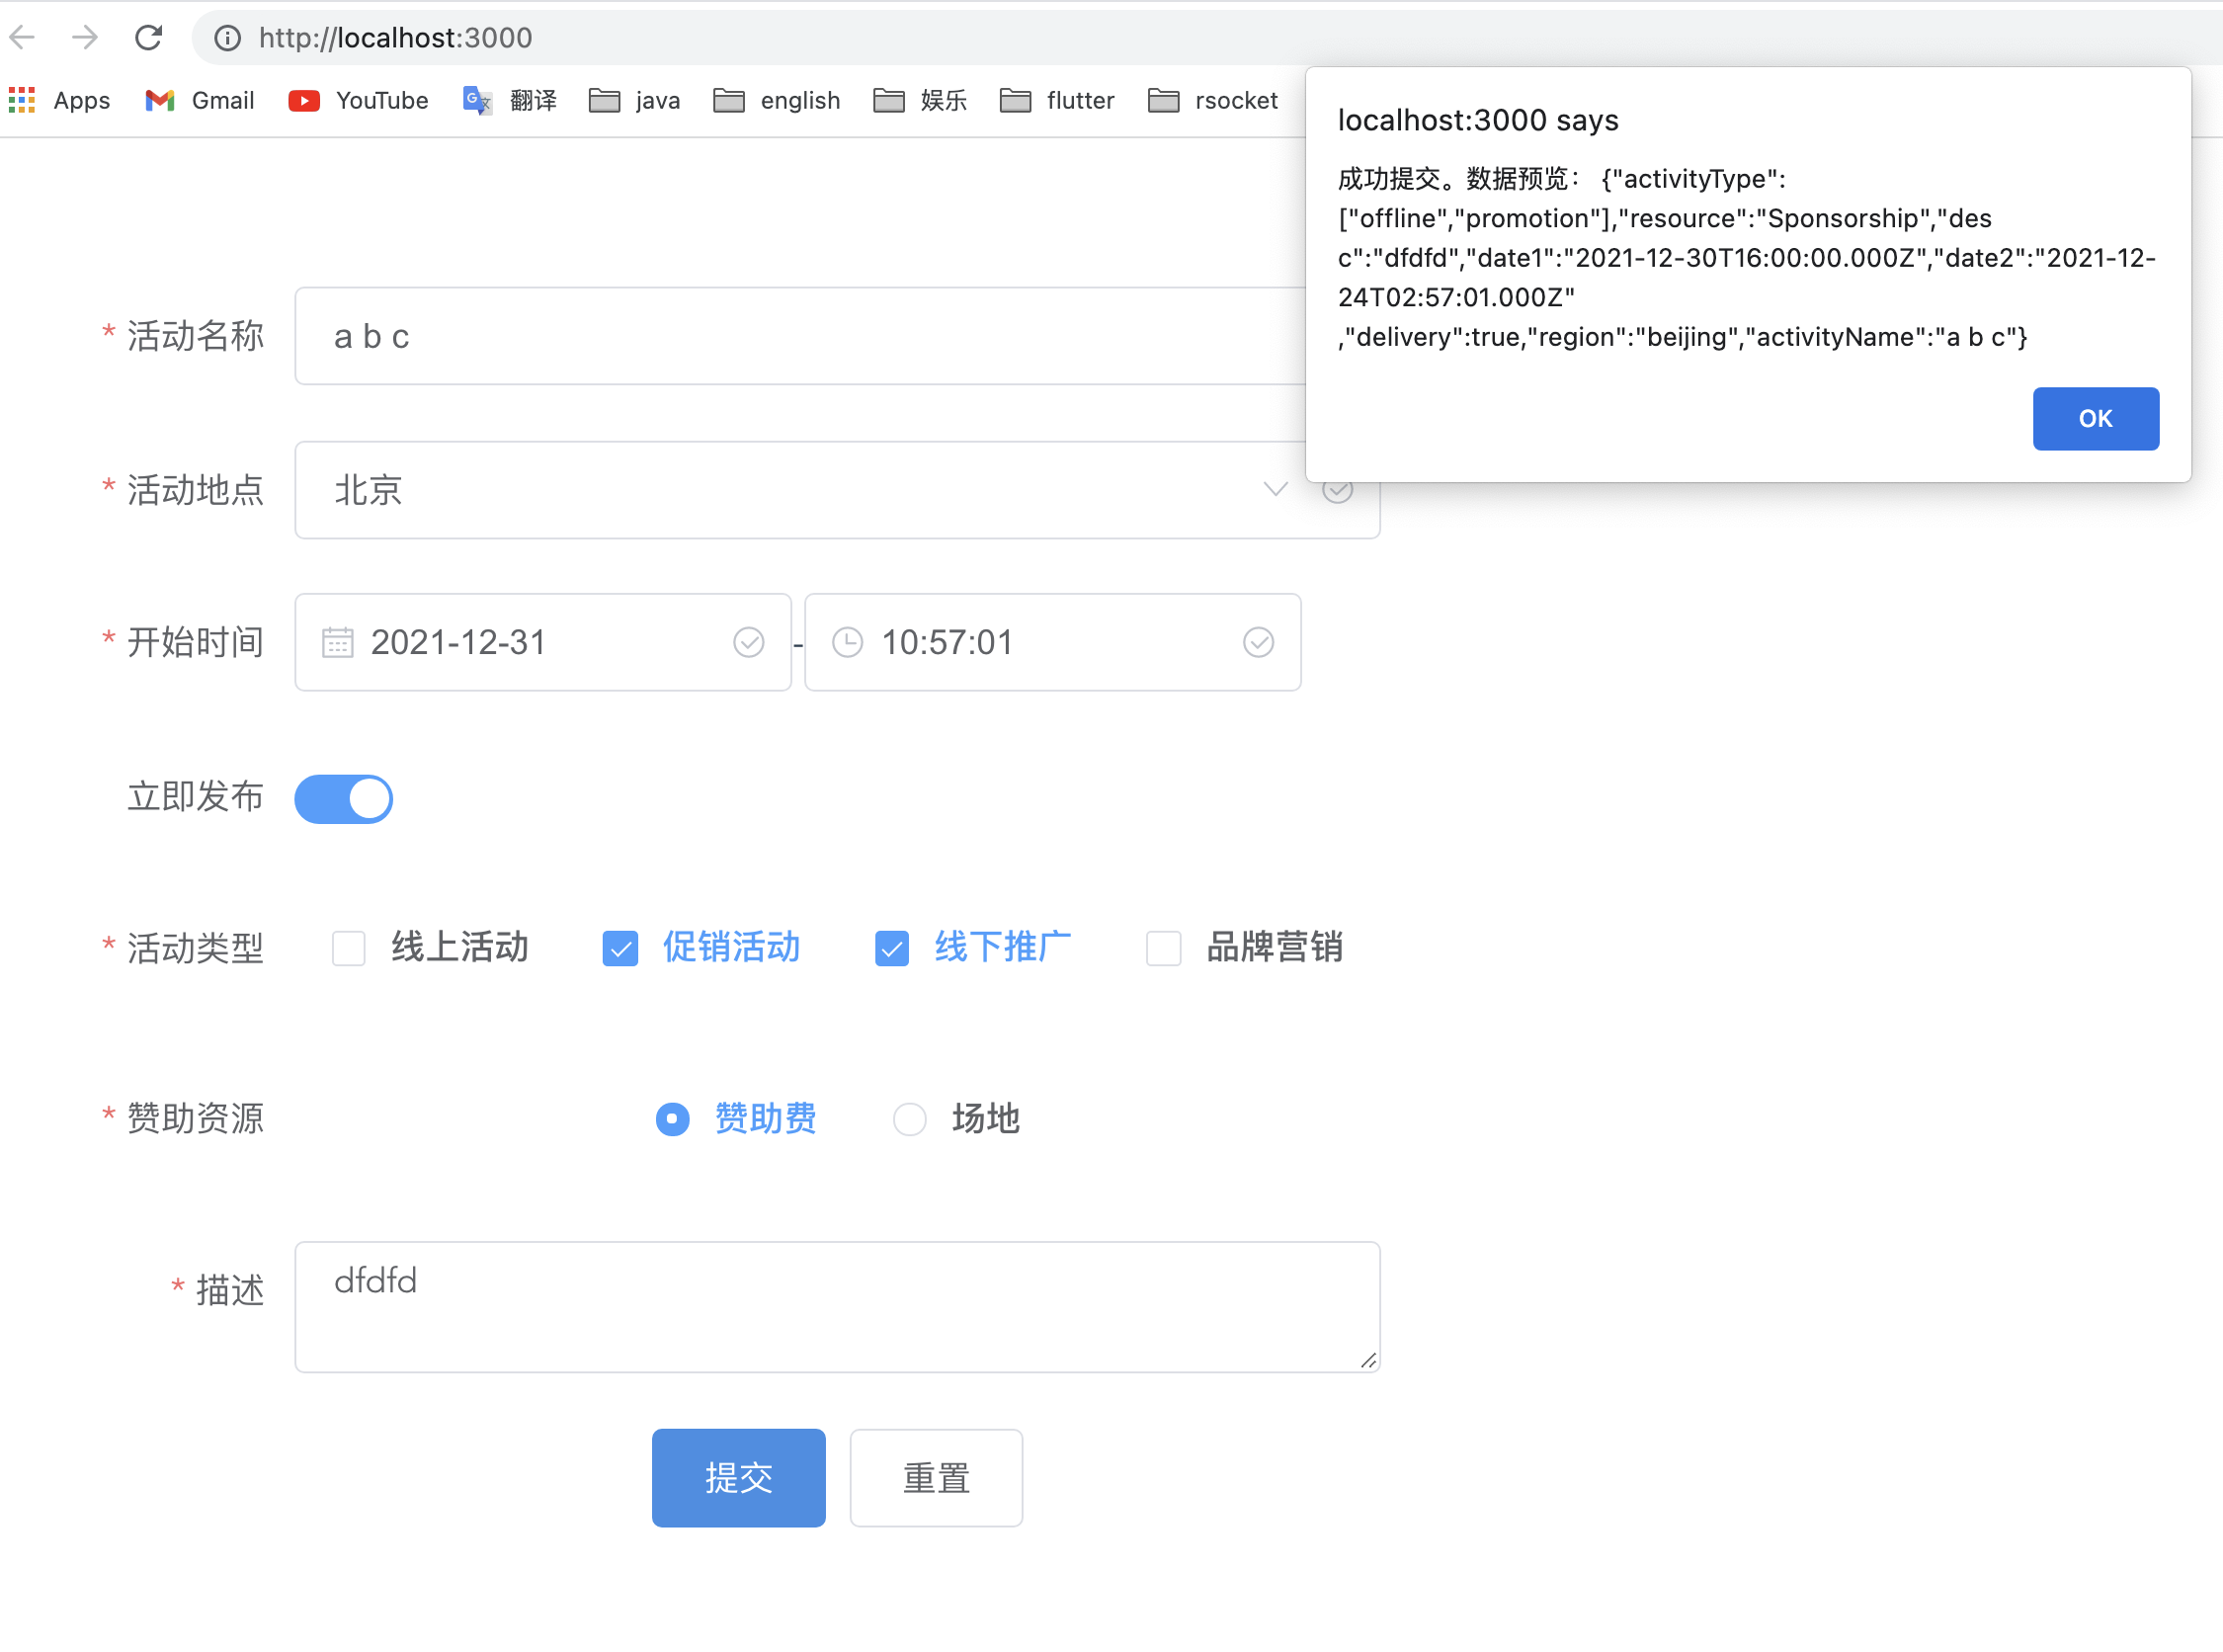 http://localhost:3000
Apps Gmail YouTube 翻译 java english 娱乐 flutter rsocket
localhost:3000 says
成功提交。数据预览： {"activityType":
["offline","promotion"],"resource":"Sponsorship","des
c":"dfdfd","date1":"2021-12-30T16:00:00.000Z","date2":"2021-12-
24T02:57:01.000Z"
,"delivery":true,"region":"beijing","activityName":"a b c"}
OK
* 活动名称 a b c
* 活动地点 北京
* 开始时间 2021-12-31 - 10:57:01
立即发布
* 活动类型 线上活动 促销活动 线下推广 品牌营销
* 赞助资源 赞助费 场地
* 描述 dfdfd
提交 重置